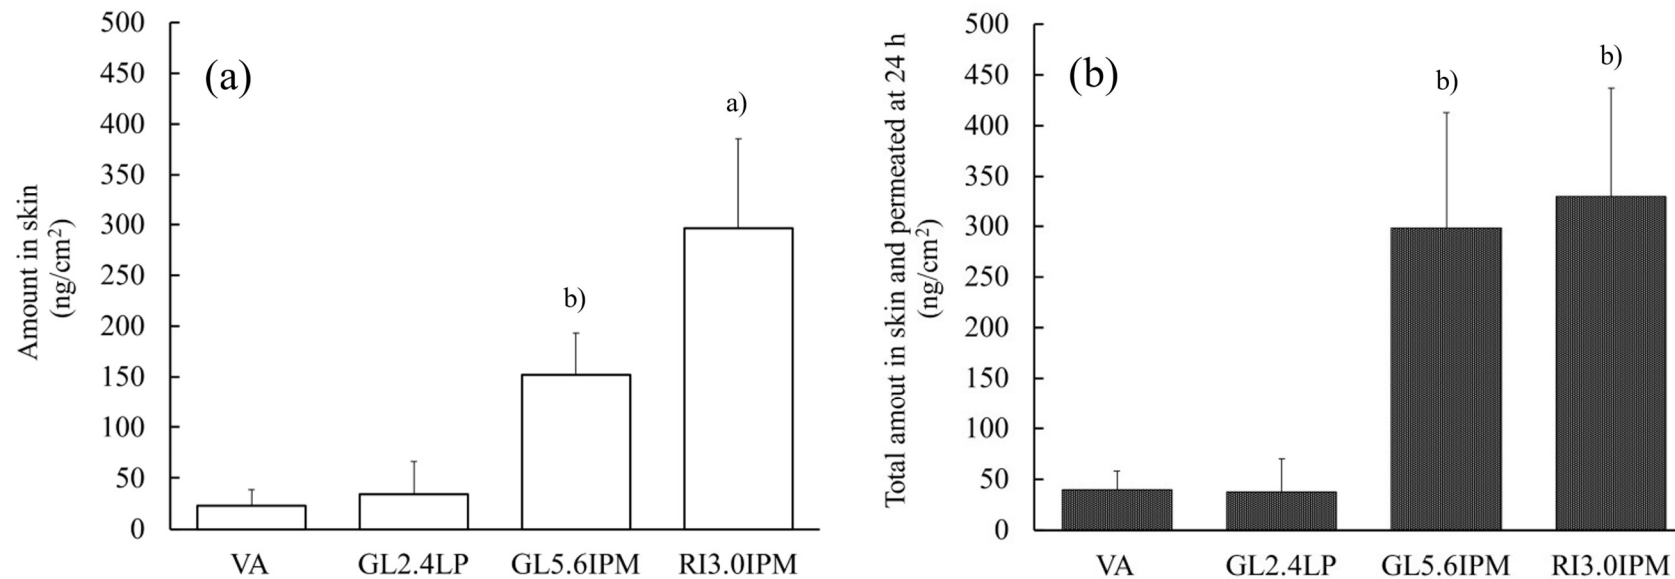 Amount in skin
(ng/cm²)
500
450
400
350
300
250
200
150
100
50
0
(a)
b)
a)
VA
GL2.4LP
GL5.6IPM
RI3.0IPM
Total amout in skin and permeated at 24 h
(ng/cm²)
500
450
400
350
300
250
200
150
100
50
0
(b)
b)
b)
VA
GL2.4LP
GL5.6IPM
RI3.0IPM